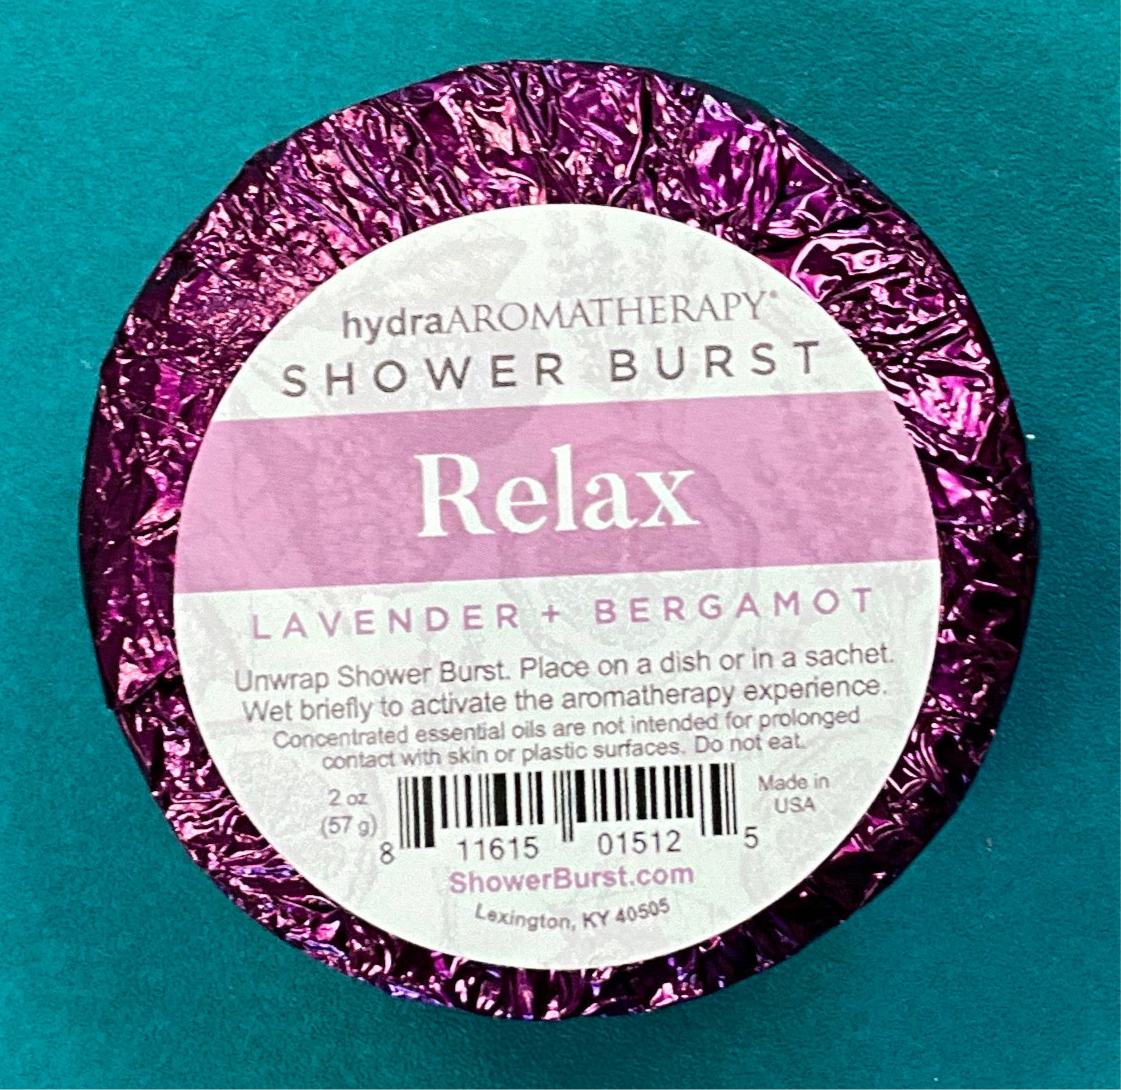 hydraAROMATHERAPY®
SHOWER BURST
Relax
LAVENDER + BERGAMOT
Unwrap Shower Burst. Place on a dish or in a sachet.
Wet briefly to activate the aromatherapy experience.
Concentrated essential oils are not intended for prolonged
contact with skin or plastic surfaces. Do not eat.
2 oz
(57 g)
Made in
USA
8 11615 01512 5
ShowerBurst.com
Lexington, KY 40505